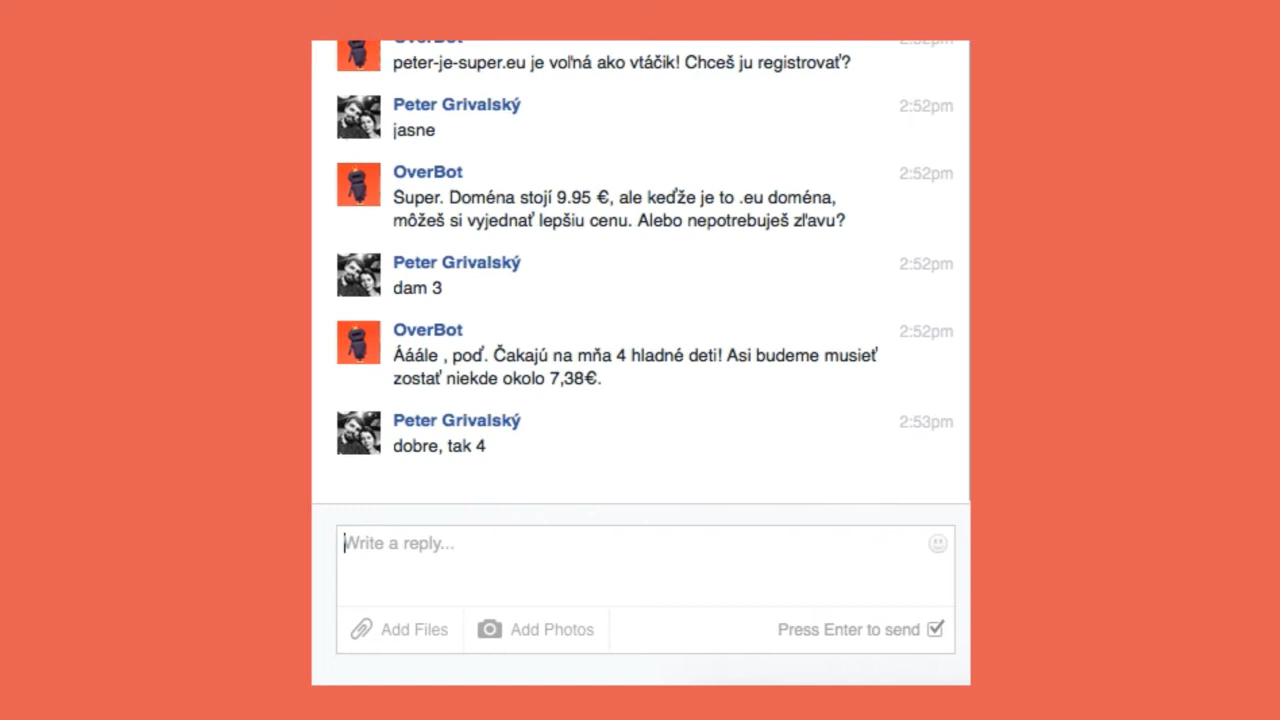 OverBot 2:52pm
peter-je-super.eu je voľná ako vtáčik! Chceš ju registrovať?
Peter Grivalský 2:52pm
jasne
OverBot 2:52pm
Super. Doména stojí 9.95 €, ale keďže je to .eu doména,
môžeš si vyjednať lepšiu cenu. Alebo nepotrebuješ zľavu?
Peter Grivalský 2:52pm
dam 3
OverBot 2:52pm
Ááále , poď. Čakajú na mňa 4 hladné deti! Asi budeme musieť
zostať niekde okolo 7,38€.
Peter Grivalský 2:53pm
dobre, tak 4
Write a reply...
Add Files Add Photos Press Enter to send